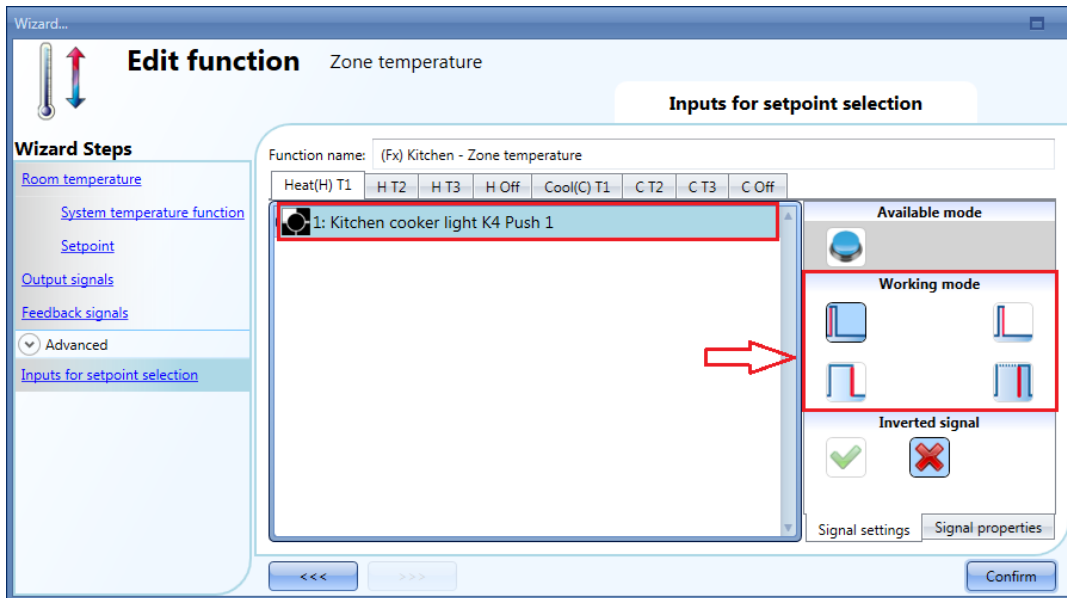 Wizard...
Edit function Zone temperature
Inputs for setpoint selection
Wizard Steps
Room temperature
System temperature function
Setpoint
Output signals
Feedback signals
Advanced
Inputs for setpoint selection
Function name: (Fx) Kitchen - Zone temperature
Heat(H) T1 H T2 H T3 H Off Cool(C) T1 C T2 C T3 C Off
1: Kitchen cooker light K4 Push 1
Available mode
Working mode
Inverted signal
Signal settings Signal properties
<<< >>> Confirm